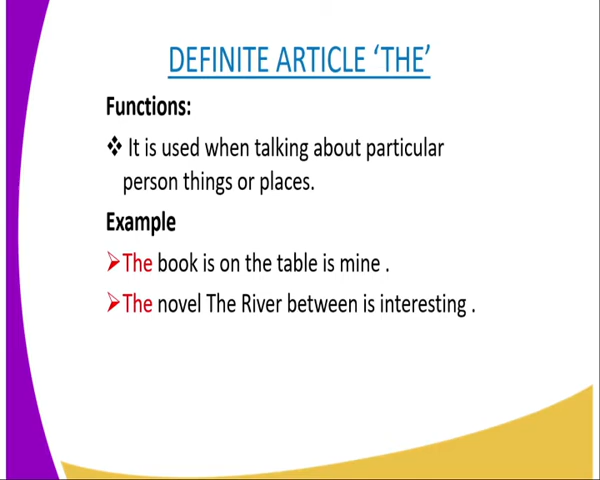 DEFINITE ARTICLE ‘THE’
Functions:
❖ It is used when talking about particular
person things or places.
Example
➢The book is on the table is mine .
➢The novel The River between is interesting .